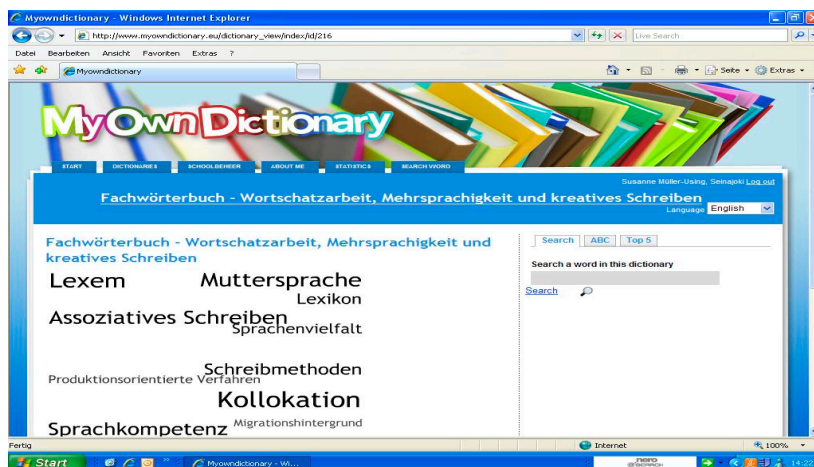 Myowndictionary - Windows Internet Explorer
http://www.myowndictionary.eu/dictionary_view/index/id/216
Live Search
Datei Bearbeiten Ansicht Favoriten Extras ?
Myowndictionary
Seite Extras
MyOwnDictionary
START DICTIONARIES SCHOOLBEHEER ABOUT ME STATISTICS SEARCH WORD
Susanne Müller-Using, Seinajoki Log out
Fachwörterbuch - Wortschatzarbeit, Mehrsprachigkeit und kreatives Schreiben
Language English
Fachwörterbuch - Wortschatzarbeit, Mehrsprachigkeit und
kreatives Schreiben
Search ABC Top 5
Search a word in this dictionary
Search
Lexem Muttersprache
Lexikon
Assoziatives Schreiben
Sprachenvielfalt
Schreibmethoden
Produktionsorientierte Verfahren
Kollokation
Sprachkompetenz Migrationshintergrund
Fertig Internet 100%
Start Myowndictionary - Wi... nero 14:22